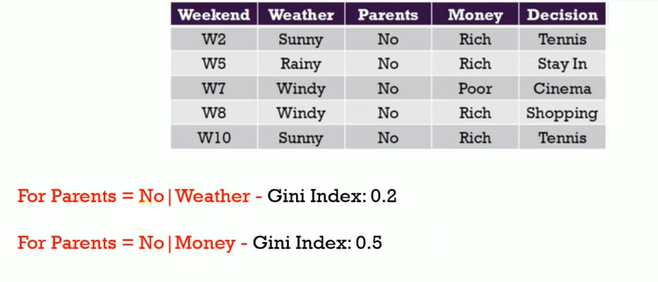 Weekend Weather Parents Money Decision
W2 Sunny No Rich Tennis
W5 Rainy No Rich Stay In
W7 Windy No Poor Cinema
W8 Windy No Rich Shopping
W10 Sunny No Rich Tennis
For Parents = No|Weather - Gini Index: 0.2
For Parents = No|Money - Gini Index: 0.5